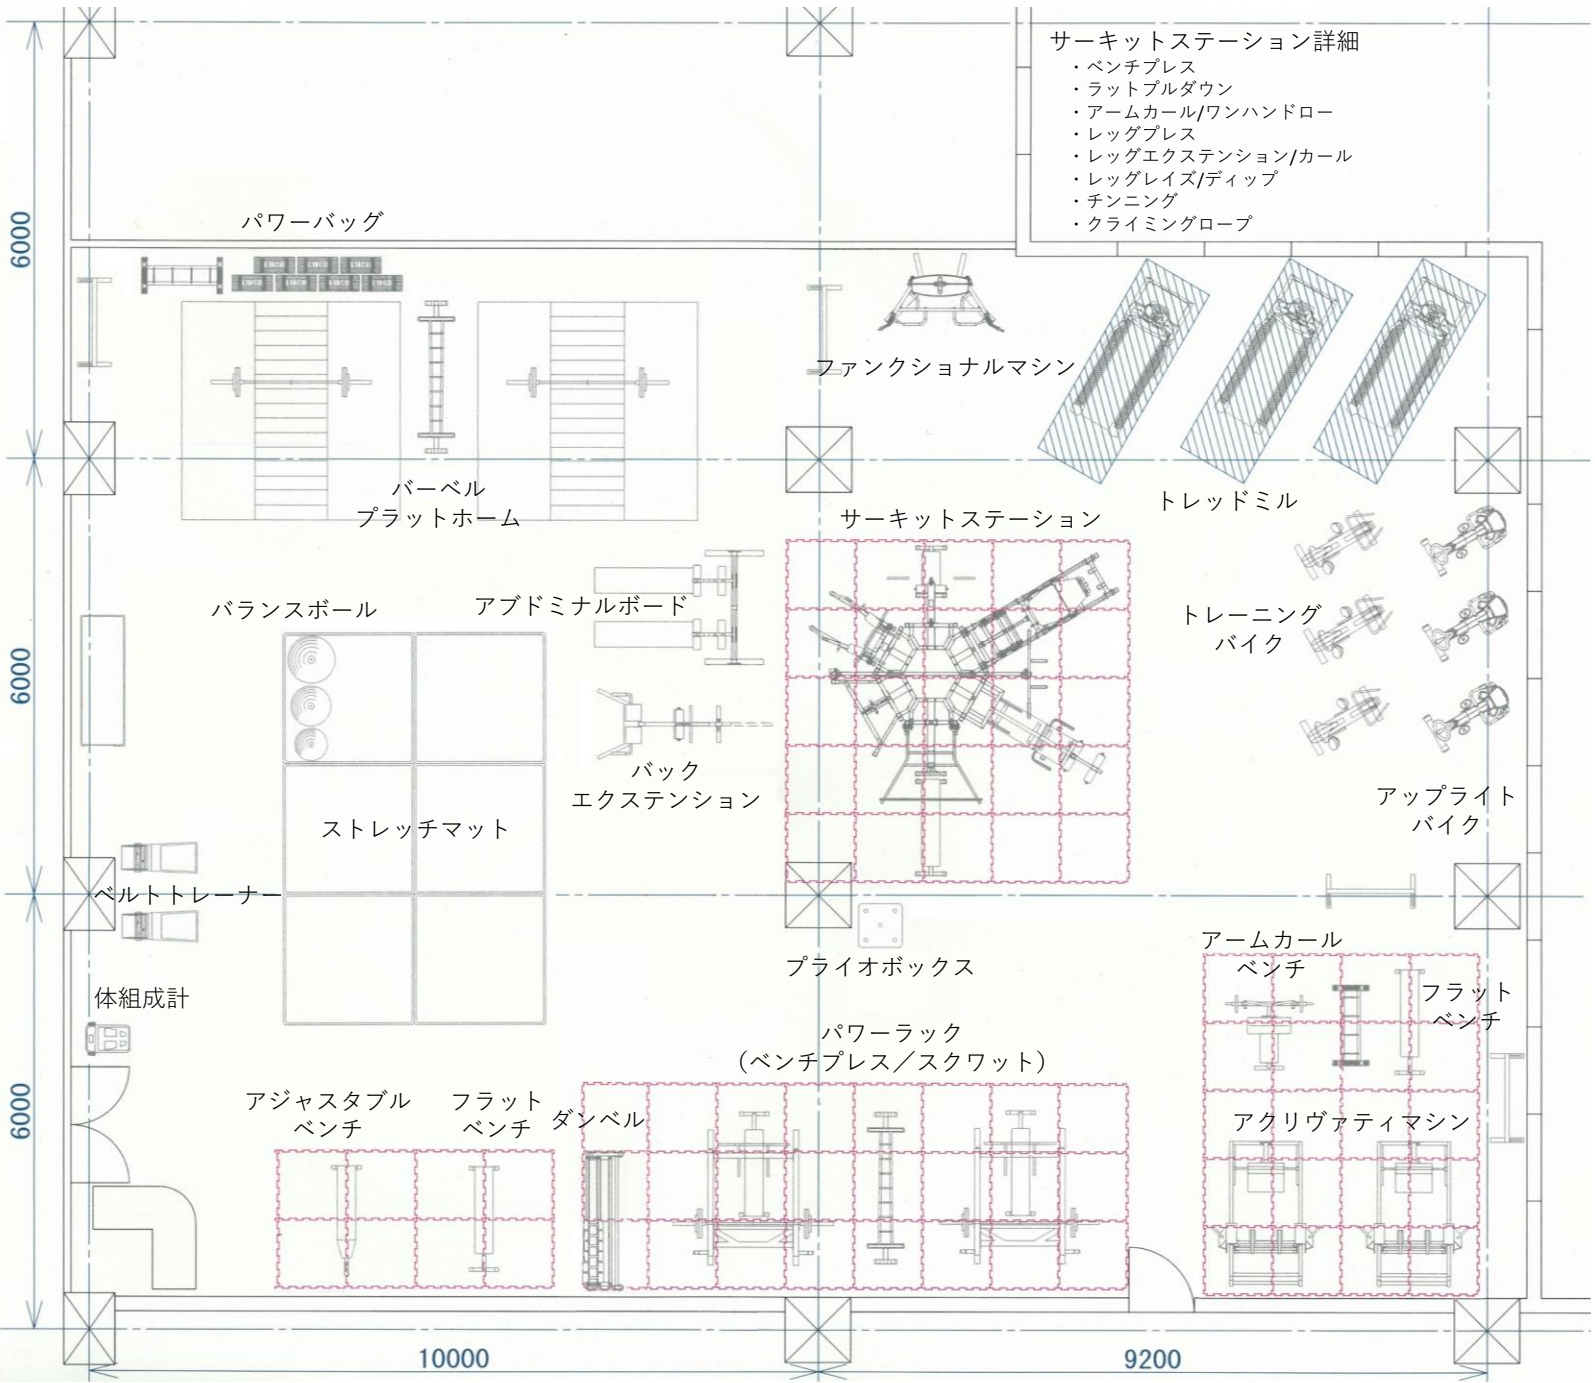 サーキットステーション詳細
・ベンチプレス
・ラットプルダウン
・アームカール/ワンハンドロー
・レッグプレス
・レッグエクステンション/カール
・レッグレイズ/ディップ
・チンニング
・クライミングロープ
パワーバッグ
6000
ファンクショナルマシン
バーベル
プラットホーム
トレッドミル
サーキットステーション
バランスボール
アブドミナルボード
トレーニング
バイク
6000
バック
エクステンション
アップライト
バイク
ストレッチマット
ベルトトレーナー
プライオボックス
アームカール
ベンチ
フラット
ベンチ
体組成計
パワーラック
（ベンチプレス／スクワット）
6000
アジャスタブル
ベンチ
フラット
ベンチ
ダンベル
アクリヴァティマシン
10000
9200